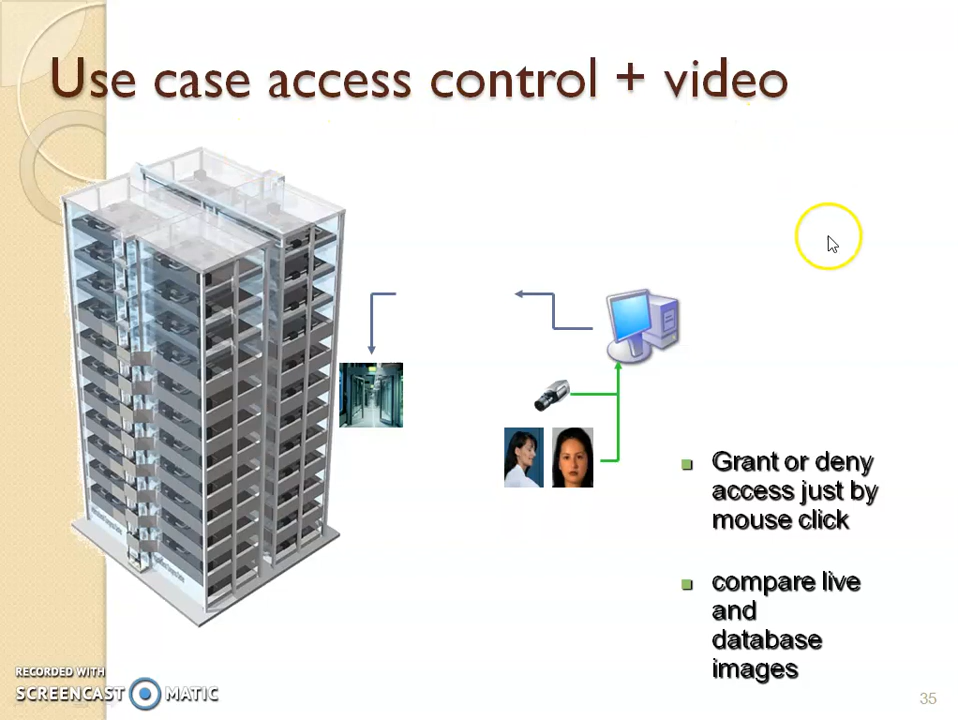 Use case access control + video
Grant or deny
access just by
mouse click
compare live
and
database
images
RECORDED WITH
SCREENCAST MATIC
35